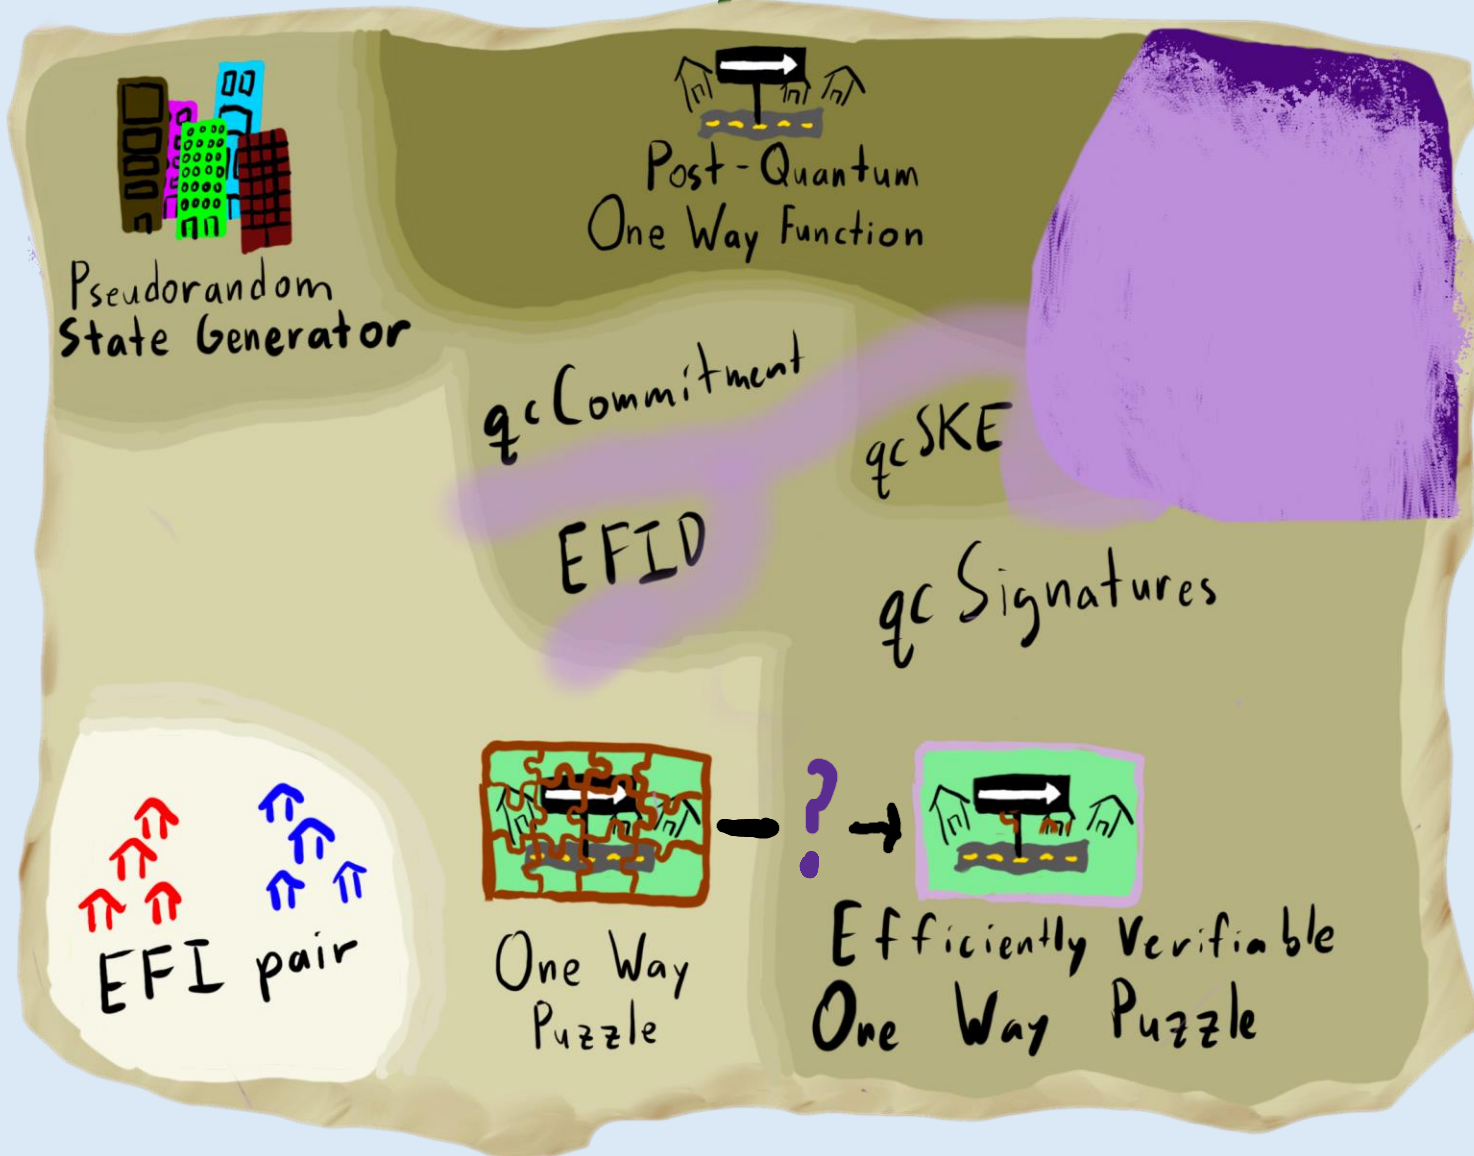 Post-Quantum
One Way Function
Pseudorandom
State Generator
qcCommitment
qcSKE
EFID
qc Signatures
?
EFI pair
One Way
Puzzle
Efficiently Verifiable
One Way Puzzle